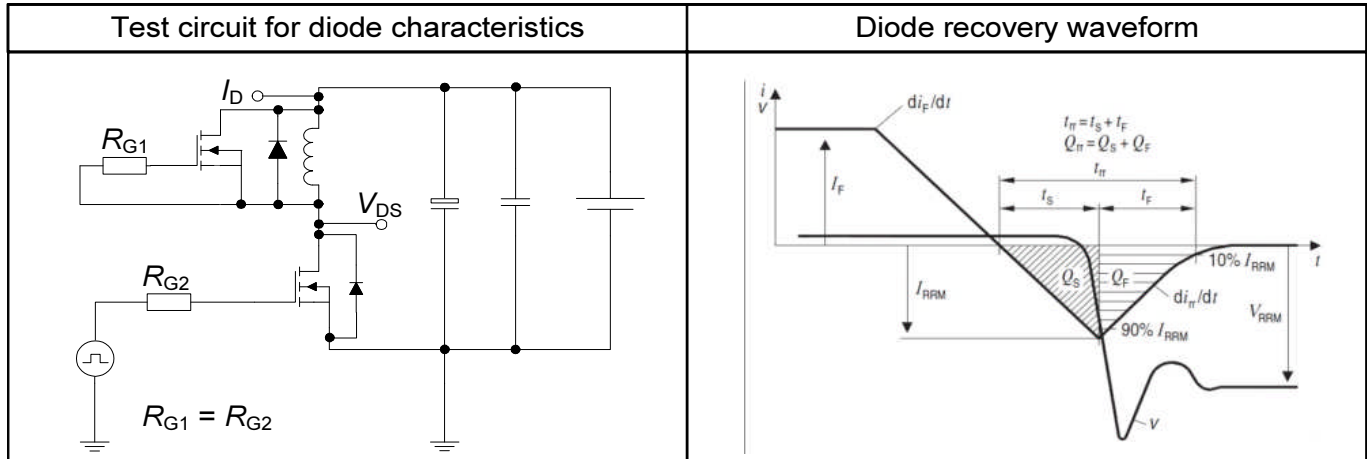 Test circuit for diode characteristics
Diode recovery waveform
I_D
R_G1
V_DS
R_G2
R_G1 = R_G2
i
v
di_F/dt
t_rr = t_S + t_F
Q_rr = Q_S + Q_F
t_rr
I_F
t_S
t_F
Q_S
Q_F
10% I_RRM
t
I_RRM
di_rr/dt
V_RRM
90% I_RRM
v